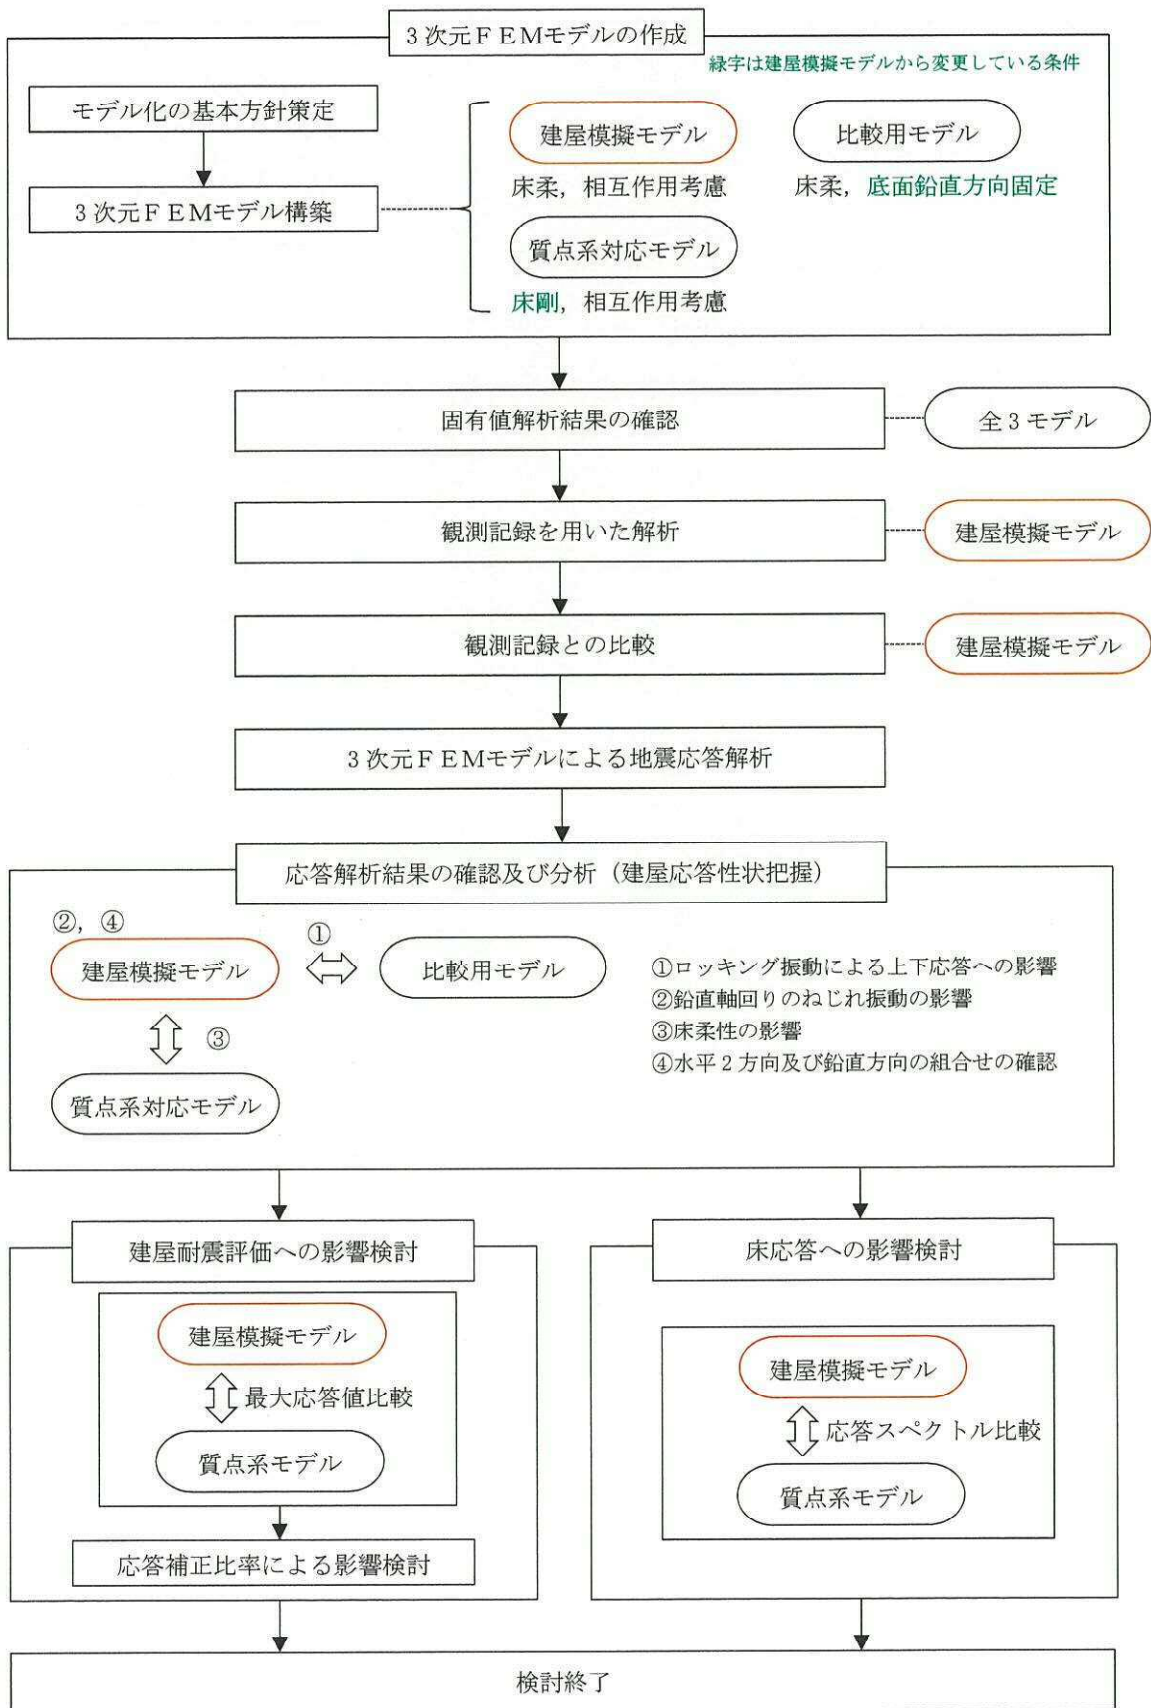 3次元FEMモデルの作成
緑字は建屋模擬モデルから変更している条件
モデル化の基本方針策定
3次元FEMモデル構築
建屋模擬モデル
床柔，相互作用考慮
比較用モデル
床柔，底面鉛直方向固定
質点系対応モデル
床剛，相互作用考慮
固有値解析結果の確認
全3モデル
観測記録を用いた解析
建屋模擬モデル
観測記録との比較
建屋模擬モデル
3次元FEMモデルによる地震応答解析
応答解析結果の確認及び分析（建屋応答性状把握）
②，④
建屋模擬モデル
①
比較用モデル
③
質点系対応モデル
①ロッキング振動による上下応答への影響
②鉛直軸回りのねじれ振動の影響
③床柔性の影響
④水平2方向及び鉛直方向の組合せの確認
建屋耐震評価への影響検討
建屋模擬モデル
最大応答値比較
質点系モデル
応答補正比率による影響検討
床応答への影響検討
建屋模擬モデル
応答スペクトル比較
質点系モデル
検討終了